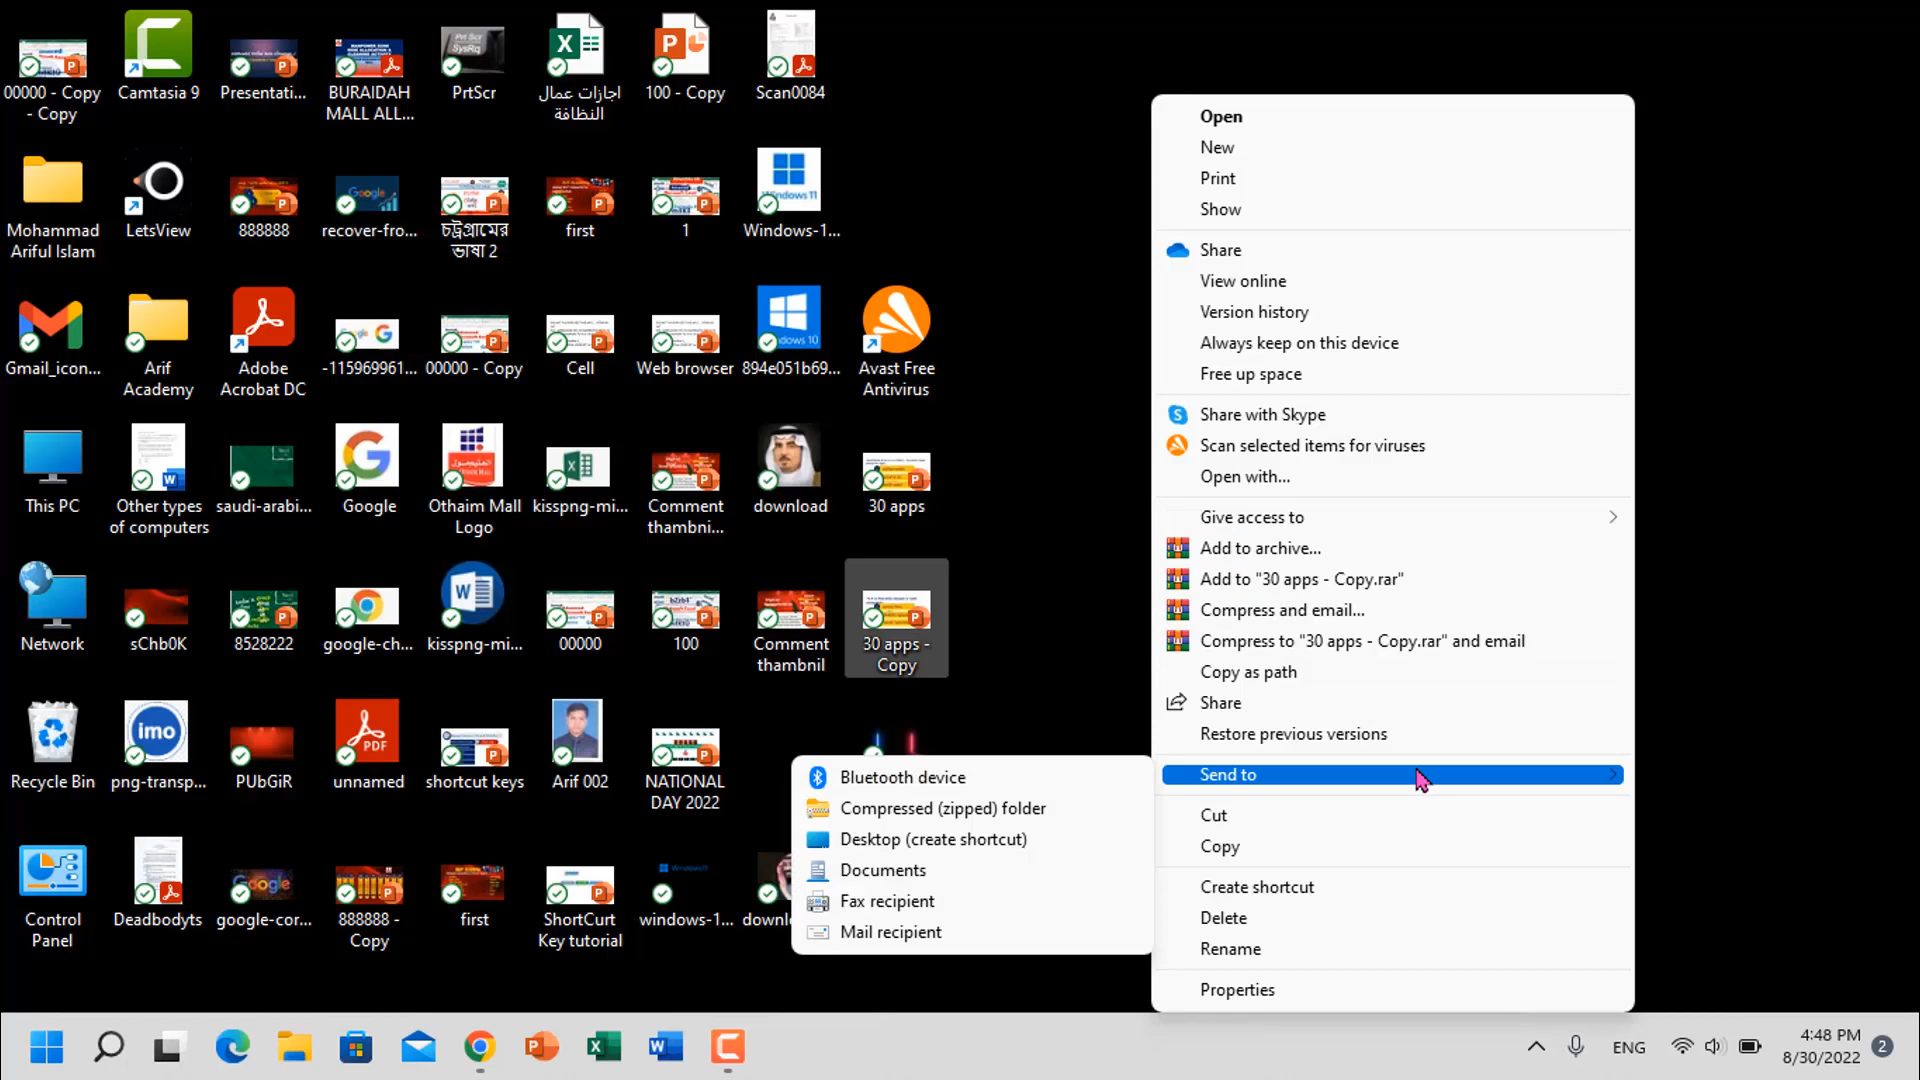 00000 - Copy
- Copy
Camtasia 9
Presentati...
BURAIDAH
MALL ALL...
PrtScr
اجازات عمال
النظافة
100 - Copy
Scan0084
Mohammad
Ariful Islam
LetsView
888888
recover-fro...
চট্টগ্রামের
ভাষা 2
first
1
Windows-1...
Gmail_icon...
Arif
Academy
Adobe
Acrobat DC
-115969961...
00000 - Copy
Cell
Web browser
894e051b69...
Avast Free
Antivirus
This PC
Other types
of computers
saudi-arabi...
Google
Othaim Mall
Logo
kisspng-mi...
Comment
thambni...
download
30 apps
Network
sChb0K
8528222
google-ch...
kisspng-mi...
00000
100
Comment
thambnil
30 apps -
Copy
Recycle Bin
png-transp...
PUbGiR
unnamed
shortcut keys
Arif 002
NATIONAL
DAY 2022
Control
Panel
Deadbodyts
google-cor...
888888 -
Copy
first
ShortCurt
Key tutorial
windows-1...
downl
Open
New
Print
Show
Share
View online
Version history
Always keep on this device
Free up space
Share with Skype
Scan selected items for viruses
Open with...
Give access to
Add to archive...
Add to "30 apps - Copy.rar"
Compress and email...
Compress to "30 apps - Copy.rar" and email
Copy as path
Share
Restore previous versions
Send to
Cut
Copy
Create shortcut
Delete
Rename
Properties
Bluetooth device
Compressed (zipped) folder
Desktop (create shortcut)
Documents
Fax recipient
Mail recipient
ENG
4:48 PM
8/30/2022
2